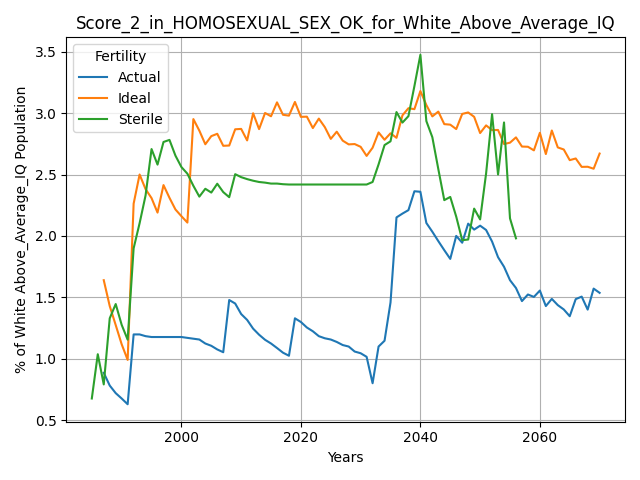 Score_2_in_HOMOSEXUAL_SEX_OK_for_White_Above_Average_IQ
% of White Above_Average_IQ Population
3.5
3.0
2.5
2.0
1.5
1.0
0.5
Fertility
Actual
Ideal
Sterile
2000
2020
2040
2060
Years